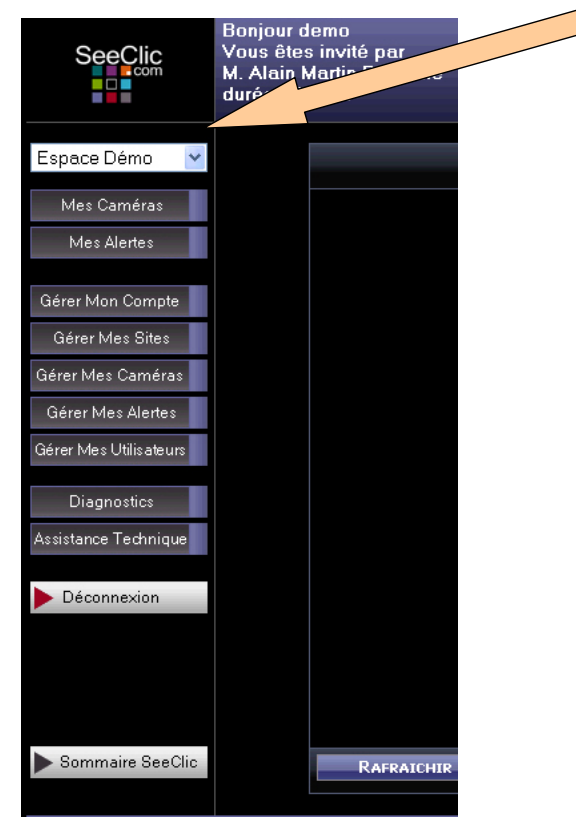 SeeClic
com
Bonjour demo
Vous êtes invité par
M. Alain Martin
Espace Démo
Mes Caméras
Mes Alertes
Gérer Mon Compte
Gérer Mes Sites
Gérer Mes Caméras
Gérer Mes Alertes
Gérer Mes Utilisateurs
Diagnostics
Assistance Technique
Déconnexion
Sommaire SeeClic
RAFRAICHIR